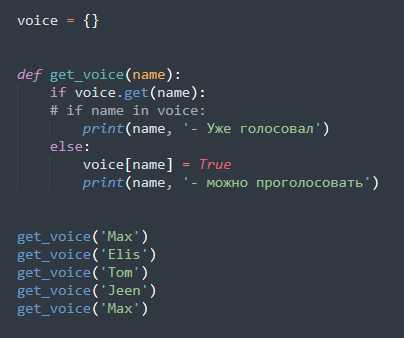 voice = {}
def get_voice(name):
if voice.get(name):
# if name in voice:
print(name, '- Уже голосовал')
else:
voice[name] = True
print(name, '- можно проголосовать')
get_voice('Max')
get_voice('Elis')
get_voice('Tom')
get_voice('Jeen')
get_voice('Max')